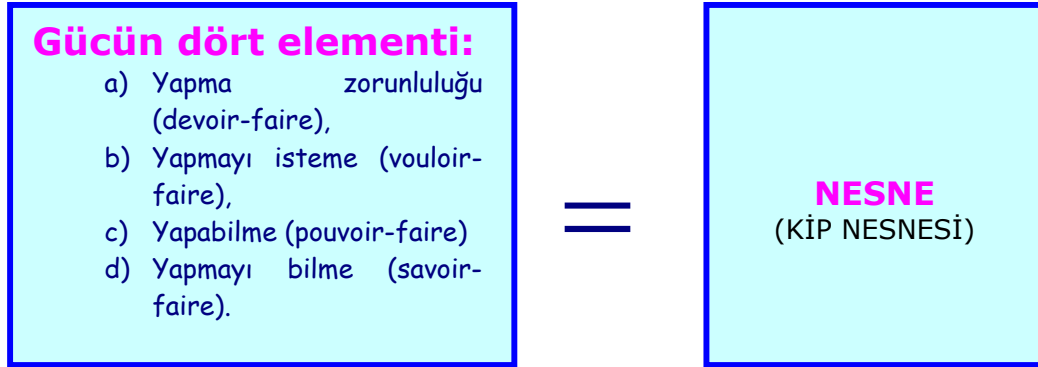 Gücün dört elementi:
a) Yapma zorunluluğu
(devoir-faire),
b) Yapmayı isteme (vouloir-
faire),
c) Yapabilme (pouvoir-faire)
d) Yapmayı bilme (savoir-
faire).
=
NESNE
(KİP NESNESİ)